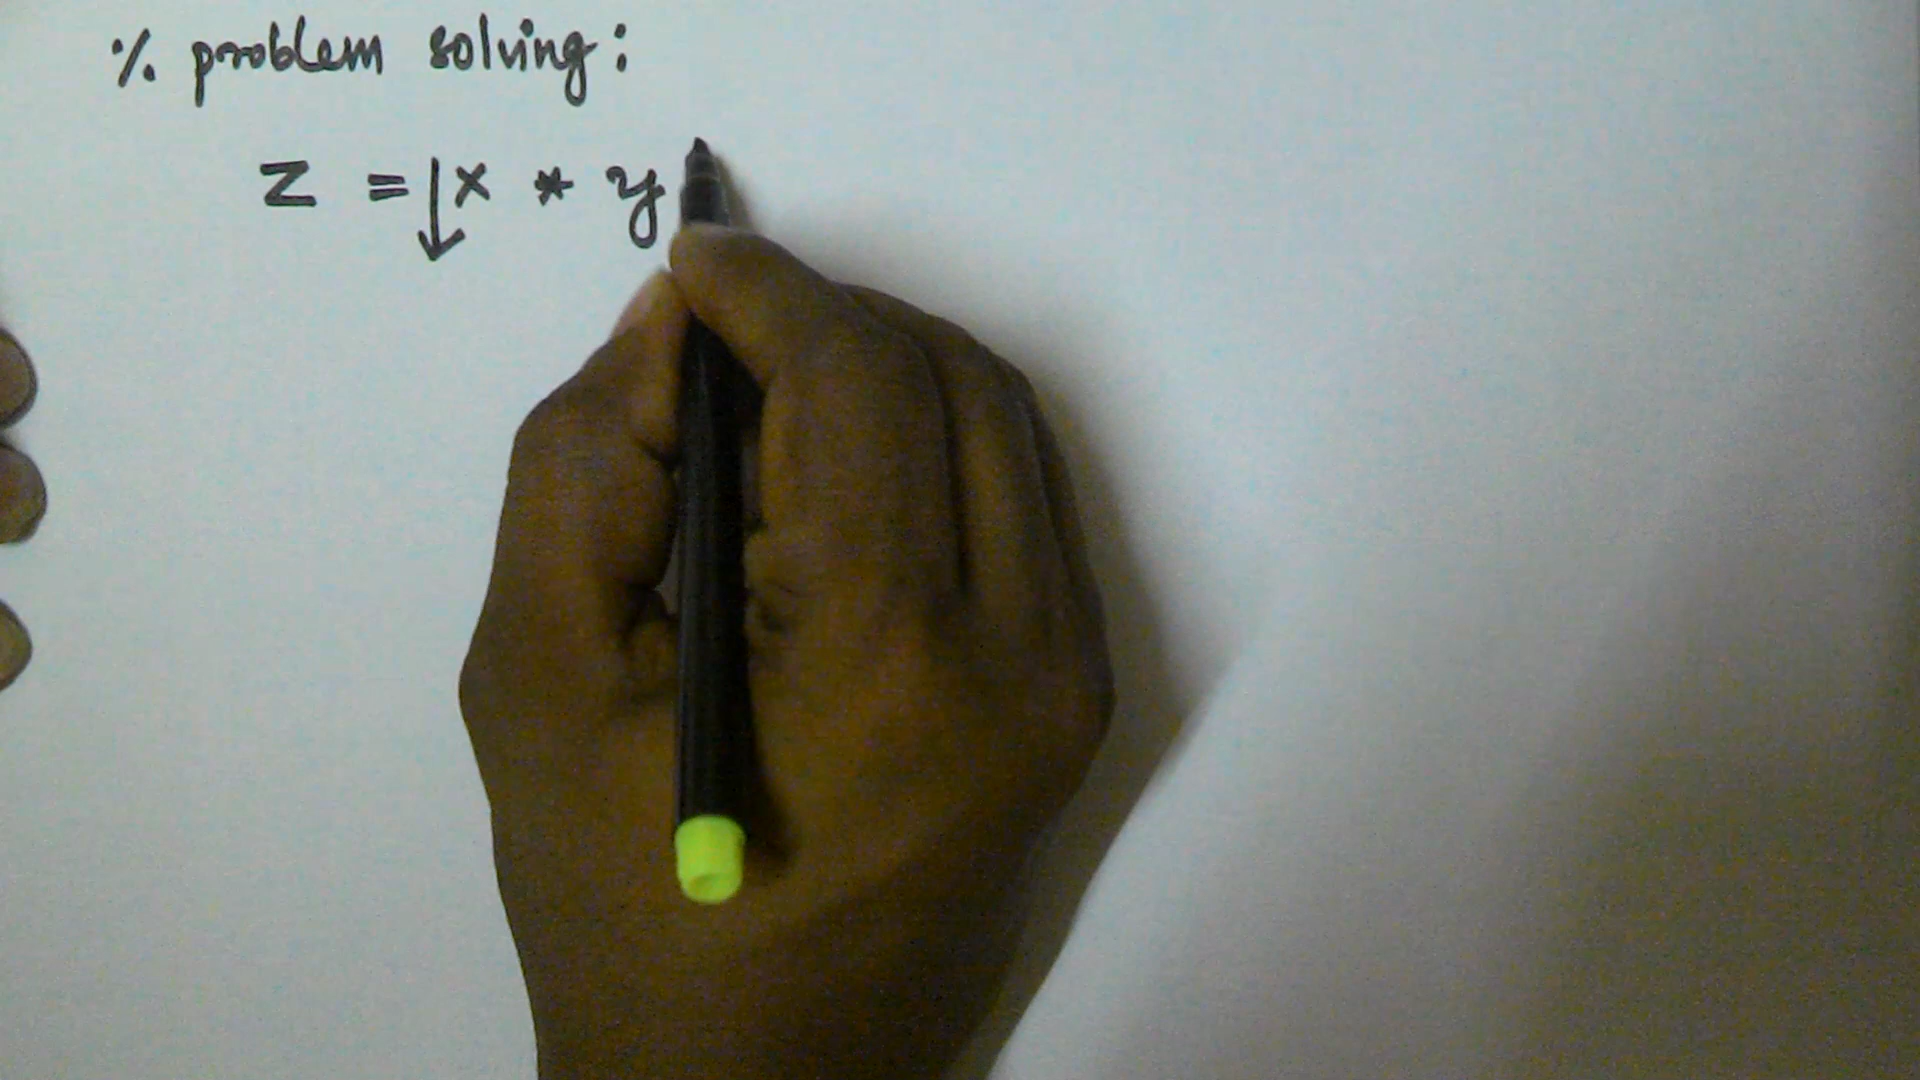 % problem solving:
z = ↓x * y